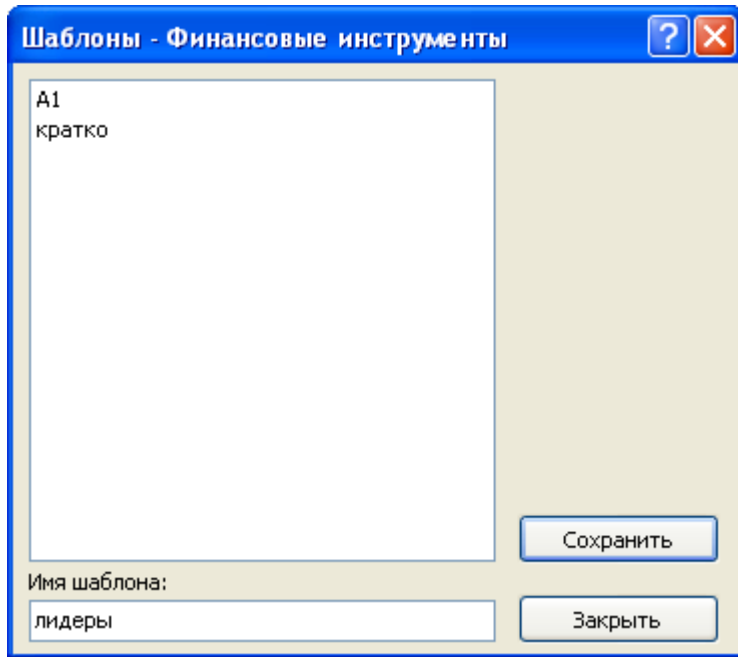 Шаблоны - Финансовые инструменты
A1
кратко
Сохранить
Имя шаблона:
лидеры
Закрыть